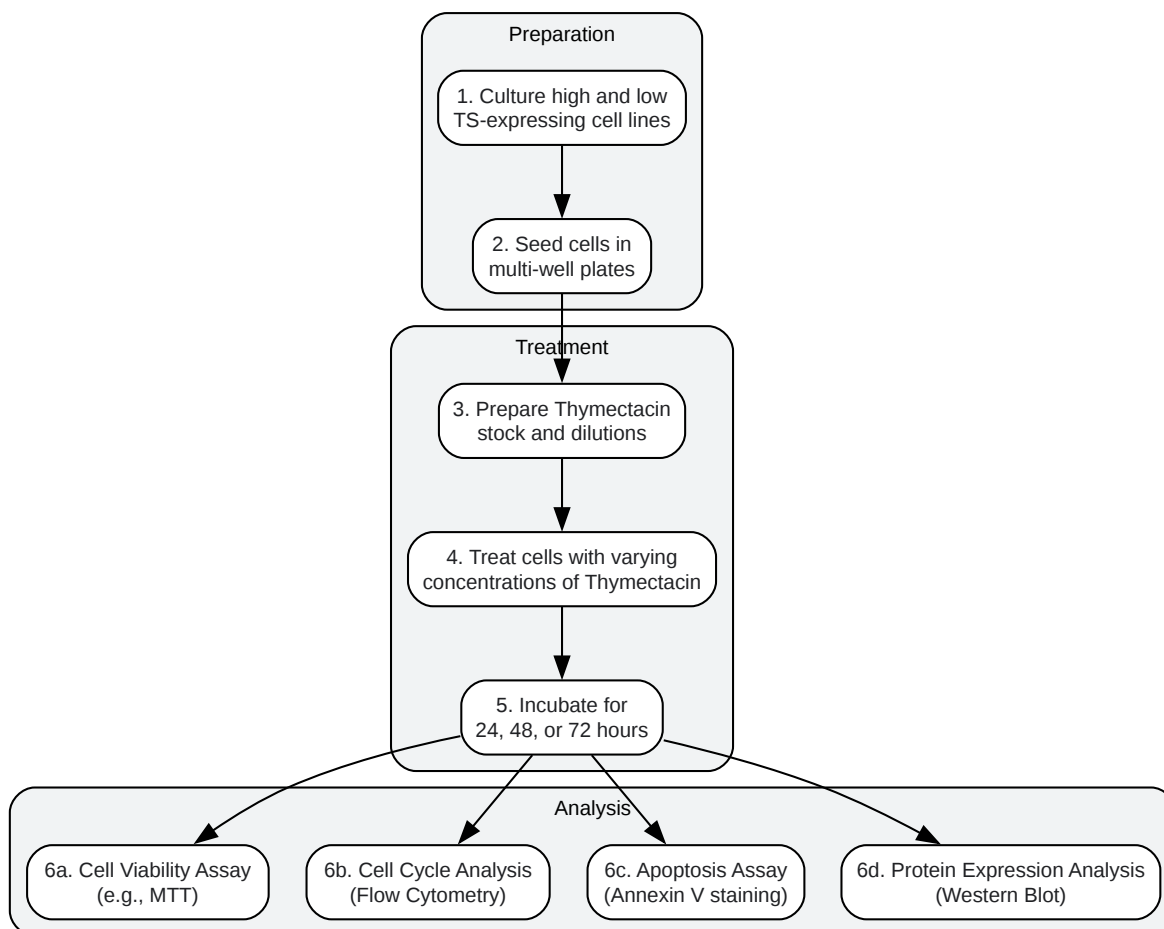 Preparation
1. Culture high and low
TS-expressing cell lines
2. Seed cells in
multi-well plates
Treatment
3. Prepare Thymectacin
stock and dilutions
4. Treat cells with varying
concentrations of Thymectacin
5. Incubate for
24, 48, or 72 hours
Analysis
6a. Cell Viability Assay
(e.g., MTT)
6b. Cell Cycle Analysis
(Flow Cytometry)
6c. Apoptosis Assay
(Annexin V staining)
6d. Protein Expression Analysis
(Western Blot)